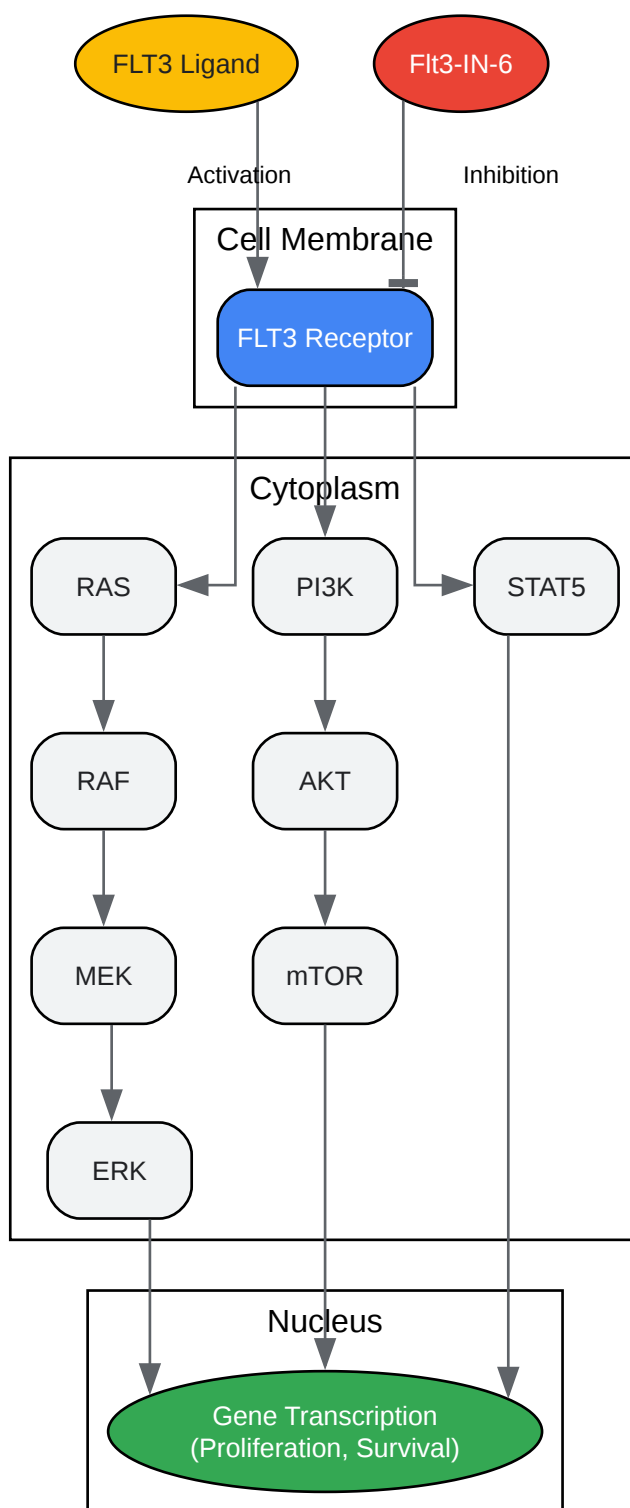 FLT3 Ligand
Flt3-IN-6
Activation
Inhibition
Cell Membrane
FLT3 Receptor
Cytoplasm
RAS
PI3K
STAT5
RAF
AKT
MEK
mTOR
ERK
Nucleus
Gene Transcription
(Proliferation, Survival)